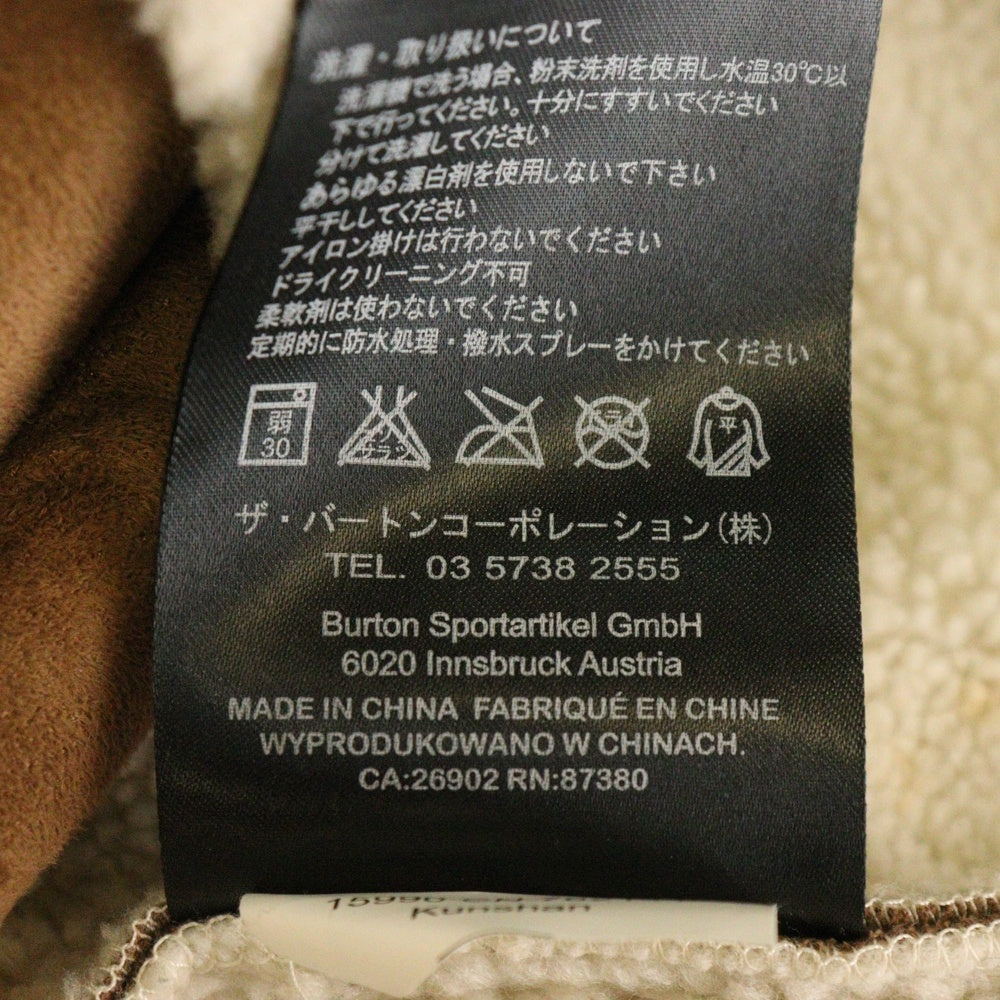 洗濯・取り扱いについて
洗濯機で洗う場合、粉末洗剤を使用し水温30℃以
下で行ってください。十分にすすいでください
分けて洗濯してください
あらゆる漂白剤を使用しないで下さい
平干ししてください
アイロン掛けは行わないでください
ドライクリーニング不可
柔軟剤は使わないでください
定期的に防水処理・撥水スプレーをかけてください
弱
30
エンソ
サラシ
ドライ
平
ザ・バートンコーポレーション(株)
TEL. 03 5738 2555
Burton Sportartikel GmbH
6020 Innsbruck Austria
MADE IN CHINA FABRIQUÉ EN CHINE
WYPRODUKOWANO W CHINACH.
CA:26902 RN:87380
Kunshan